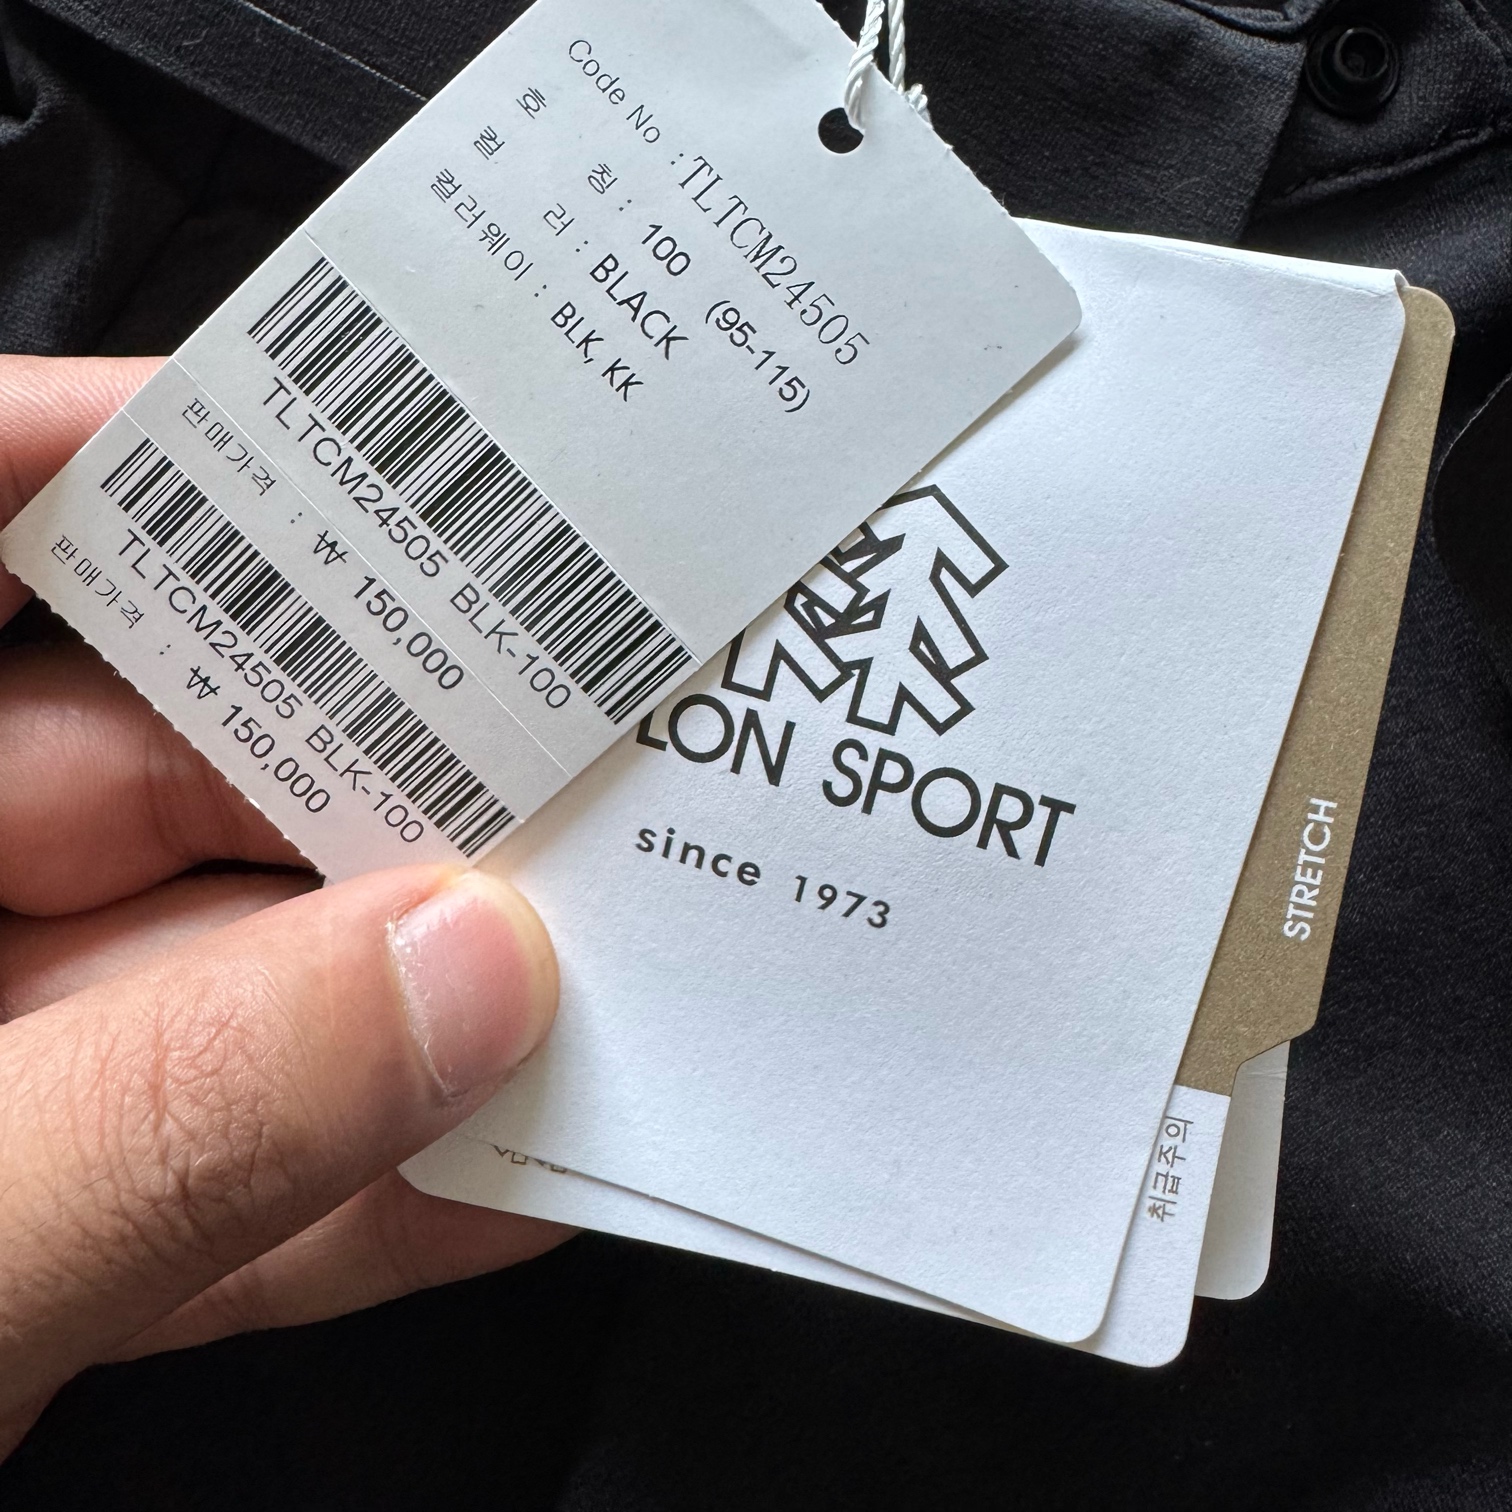 Code No : TLTCM24505
호 칭 : 100 (95-115)
컬 러 : BLACK
컬러웨이 : BLK, KK
TLTCM24505 BLK-100
판매가격 : ₩ 150,000
TLTCM24505 BLK-100
판매가격 : ₩ 150,000
LON SPORT
since 1973
STRETCH
취급주의